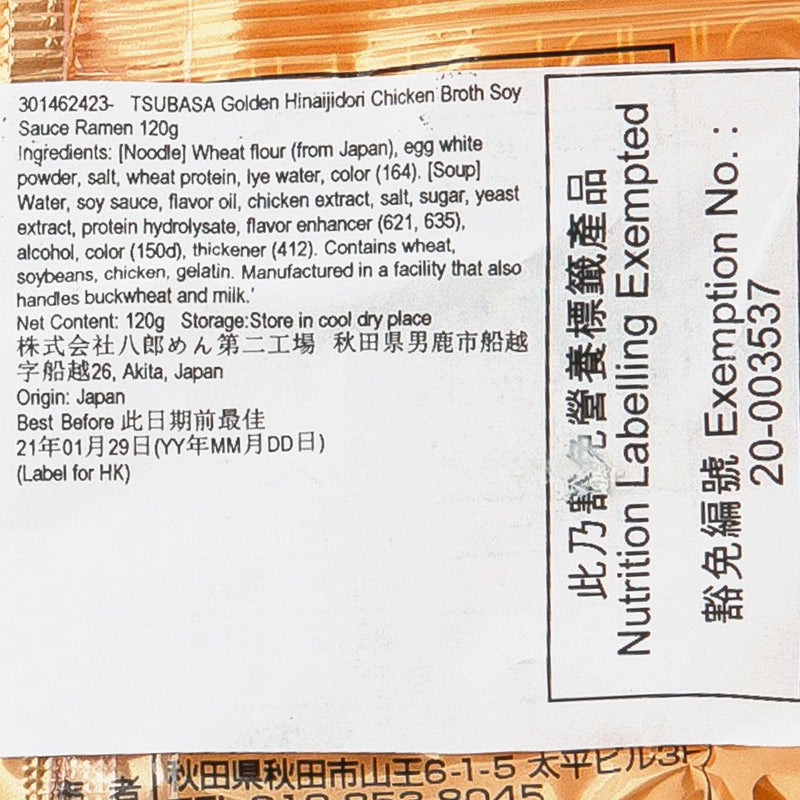 301462423- TSUBASA Golden Hinaijidori Chicken Broth Soy
Sauce Ramen 120g
Ingredients: [Noodle] Wheat flour (from Japan), egg white
powder, salt, wheat protein, lye water, color (164). [Soup]
Water, soy sauce, flavor oil, chicken extract, salt, sugar, yeast
extract, protein hydrolysate, flavor enhancer (621, 635),
alcohol, color (150d), thickener (412). Contains wheat,
soybeans, chicken, gelatin. Manufactured in a facility that also
handles buckwheat and milk.'
Net Content: 120g Storage:Store in cool dry place
株式会社八郎めん第二工場 秋田県男鹿市船越
字船越26, Akita, Japan
Origin: Japan
Best Before 此日期前最佳
21年01月29日(YY年MM月DD日)
(Label for HK)
此乃豁免營養標籤產品
Nutrition Labelling Exempted
豁免編號 Exemption No. :
20-003537
者 秋田県秋田市山王6-1-5 太平ビル3F)
TEL 018-853-8045